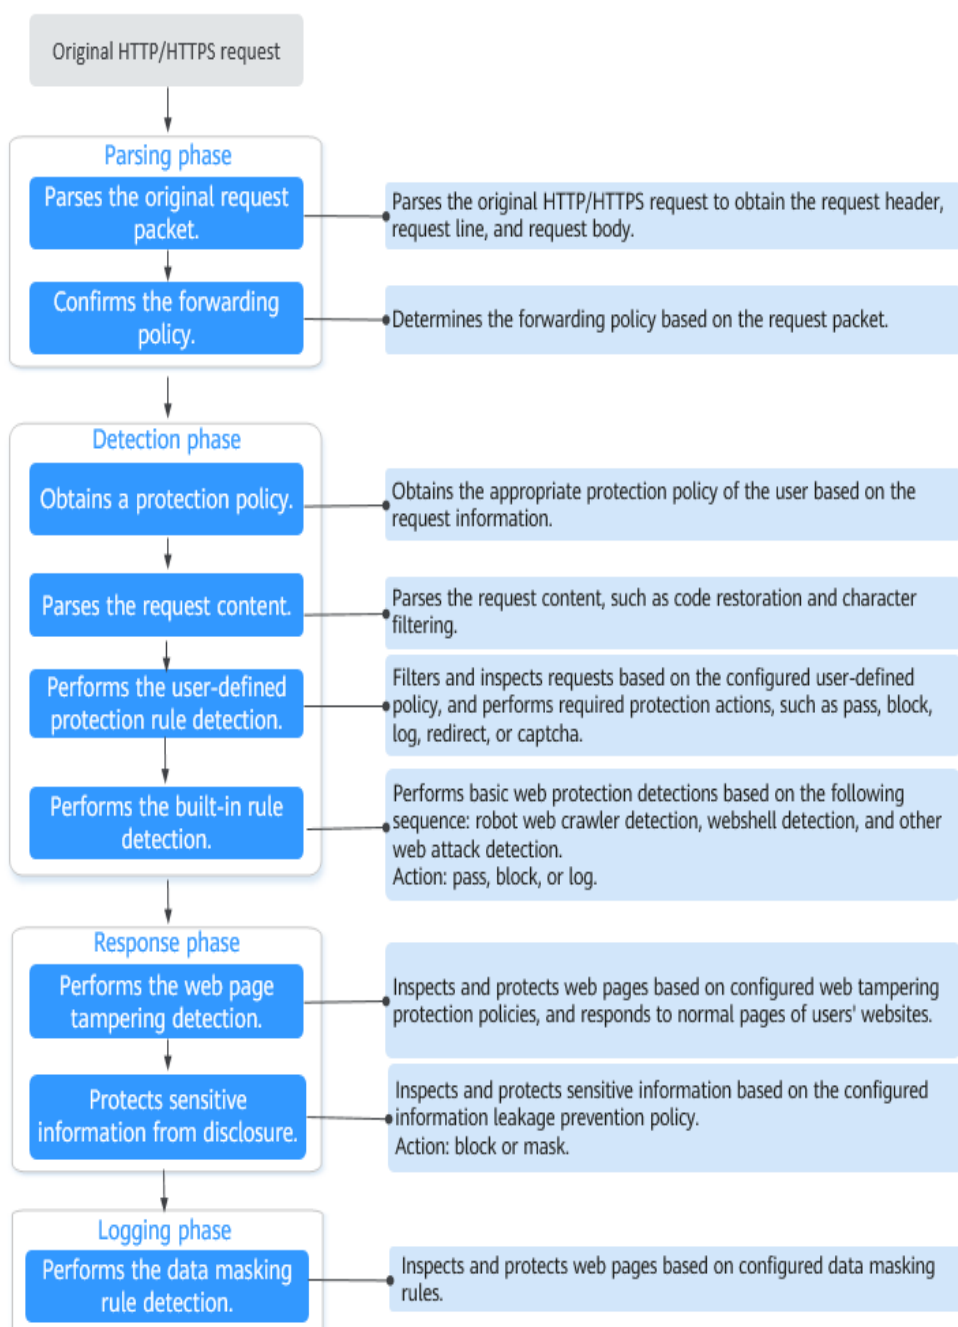 Original HTTP/HTTPS request
Parsing phase
Parses the original request
packet.
Parses the original HTTP/HTTPS request to obtain the request header,
request line, and request body.
Confirms the forwarding
policy.
Determines the forwarding policy based on the request packet.
Detection phase
Obtains a protection policy.
Obtains the appropriate protection policy of the user based on the
request information.
Parses the request content.
Parses the request content, such as code restoration and character
filtering.
Performs the user-defined
protection rule detection.
Filters and inspects requests based on the configured user-defined
policy, and performs required protection actions, such as pass, block,
log, redirect, or captcha.
Performs the built-in rule
detection.
Performs basic web protection detections based on the following
sequence: robot web crawler detection, webshell detection, and other
web attack detection.
Action: pass, block, or log.
Response phase
Performs the web page
tampering detection.
Inspects and protects web pages based on configured web tampering
protection policies, and responds to normal pages of users' websites.
Protects sensitive
information from disclosure.
Inspects and protects sensitive information based on the configured
information leakage prevention policy.
Action: block or mask.
Logging phase
Performs the data masking
rule detection.
Inspects and protects web pages based on configured data masking
rules.